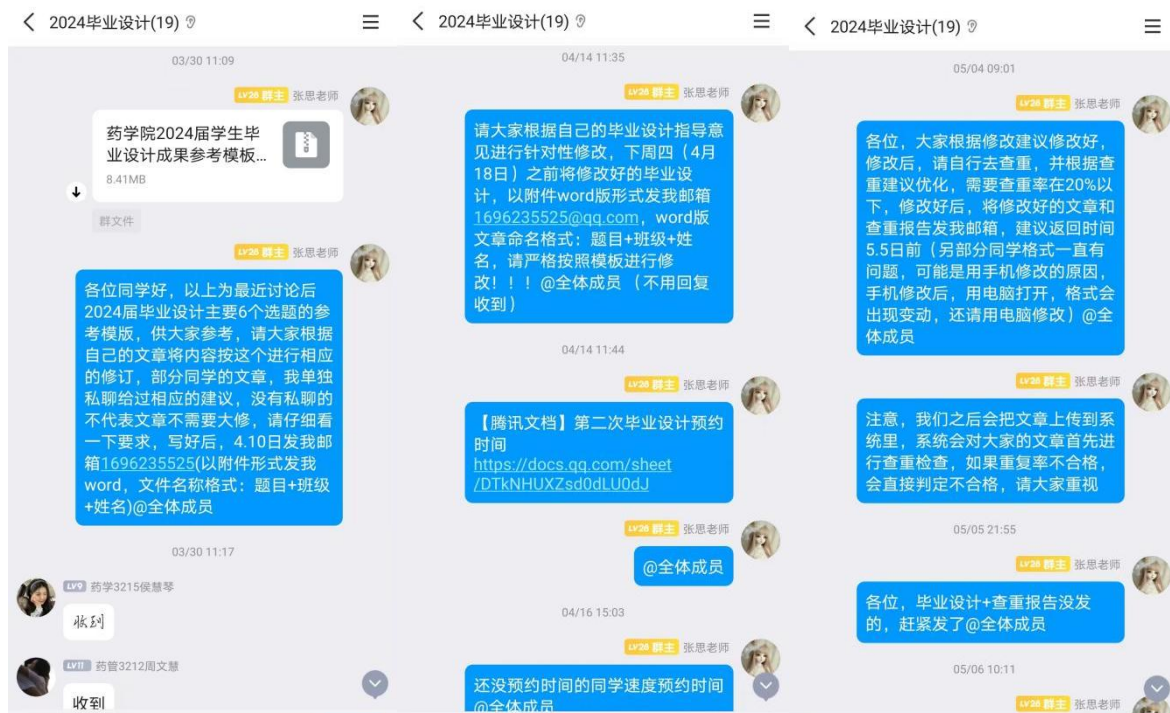 2024毕业设计(19)
03/30 11:09
LV26 群主 张思老师
药学院2024届学生毕
业设计成果参考模板...
8.41MB
群文件
LV26 群主 张思老师
各位同学好，以上为最近讨论后
2024届毕业设计主要6个选题的参
考模版，供大家参考，请大家根据
自己的文章将内容按这个进行相应
的修订，部分同学的文章，我单独
私聊给过相应的建议，没有私聊的
不代表文章不需要大修，请仔细看
一下要求，写好后，4.10日发我邮
箱1696235525(以附件形式发我
word，文件名称格式：题目+班级
+姓名)@全体成员
03/30 11:17
LV9 药学3215侯慧琴
收到
LV11 药管3212周文慧
收到
2024毕业设计(19)
04/14 11:35
LV26 群主 张思老师
请大家根据自己的毕业设计指导意
见进行针对性修改，下周四（4月
18日）之前将修改好的毕业设
计，以附件word版形式发我邮箱
1696235525@qq.com，word版
文章命名格式：题目+班级+姓
名，请严格按照模板进行修
改！！！@全体成员（不用回复
收到）
04/14 11:44
LV26 群主 张思老师
【腾讯文档】第二次毕业设计预约
时间
https://docs.qq.com/sheet
/DTkNHUXZsd0dLU0dJ
LV26 群主 张思老师
@全体成员
04/16 15:03
LV26 群主 张思老师
还没预约时间的同学速度预约时间
@全体成员
2024毕业设计(19)
05/04 09:01
LV26 群主 张思老师
各位，大家根据修改建议修改好，
修改后，请自行去查重，并根据查
重建议优化，需要查重率在20%以
下，修改好后，将修改好的文章和
查重报告发我邮箱，建议返回时间
5.5日前（另部分同学格式一直有
问题，可能是用手机修改的原因，
手机修改后，用电脑打开，格式会
出现变动，还请用电脑修改）@全
体成员
LV26 群主 张思老师
注意，我们之后会把文章上传到系
统里，系统会对大家的文章首先进
行查重检查，如果重复率不合格，
会直接判定不合格，请大家重视
05/05 21:55
LV26 群主 张思老师
各位，毕业设计+查重报告没发
的，赶紧发了@全体成员
05/06 10:11
LV26 群主 张思老师